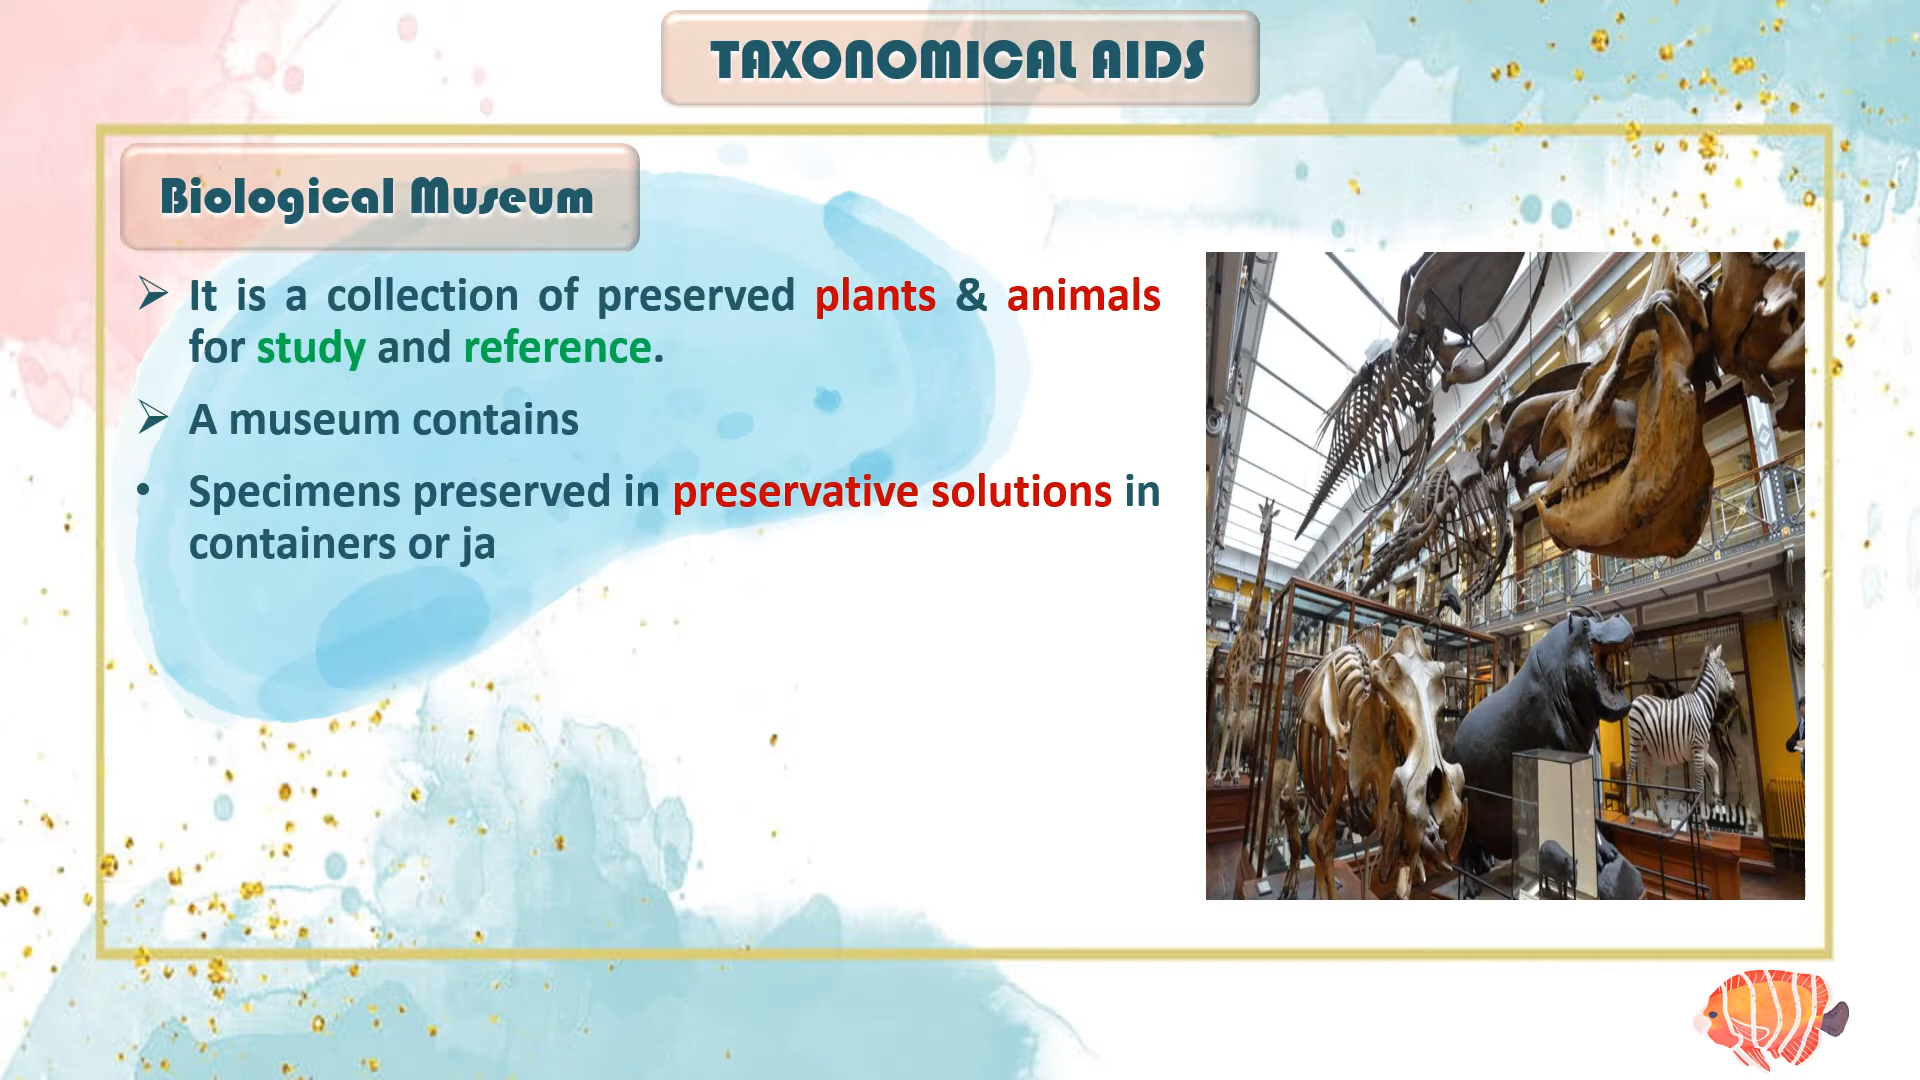 TAXONOMICAL AIDS
Biological Museum
➢ It is a collection of preserved plants & animals
for study and reference.
➢ A museum contains
• Specimens preserved in preservative solutions in
containers or ja